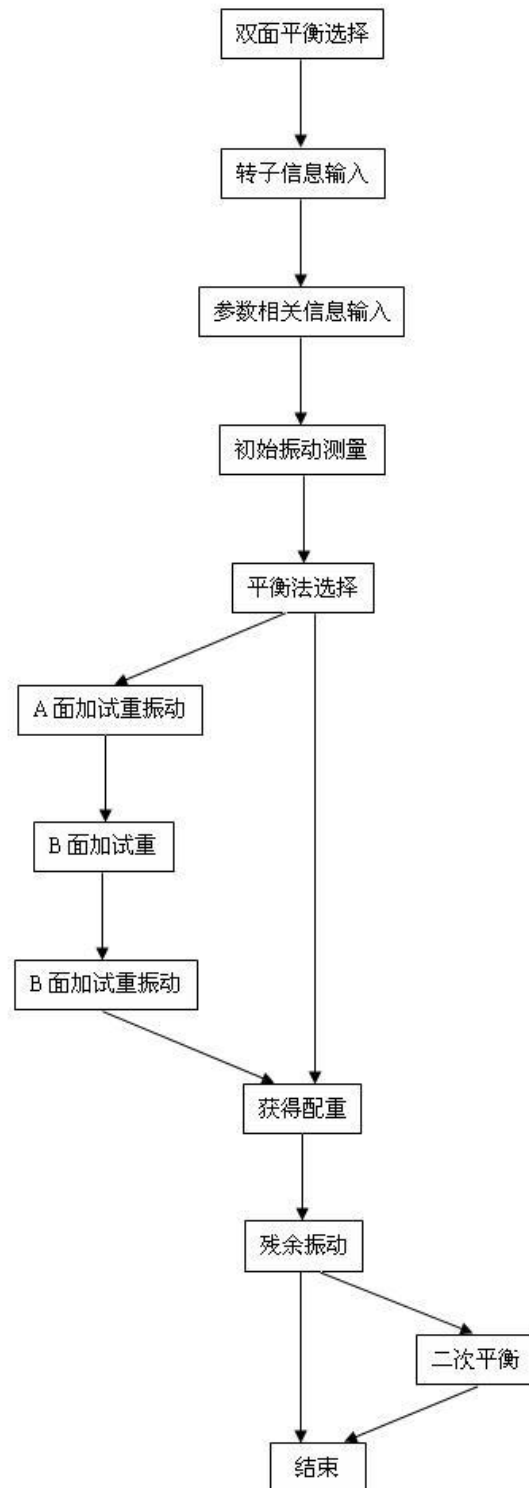 双面平衡选择
转子信息输入
参数相关信息输入
初始振动测量
平衡法选择
A 面加试重振动
B 面加试重
B 面加试重振动
获得配重
残余振动
二次平衡
结束